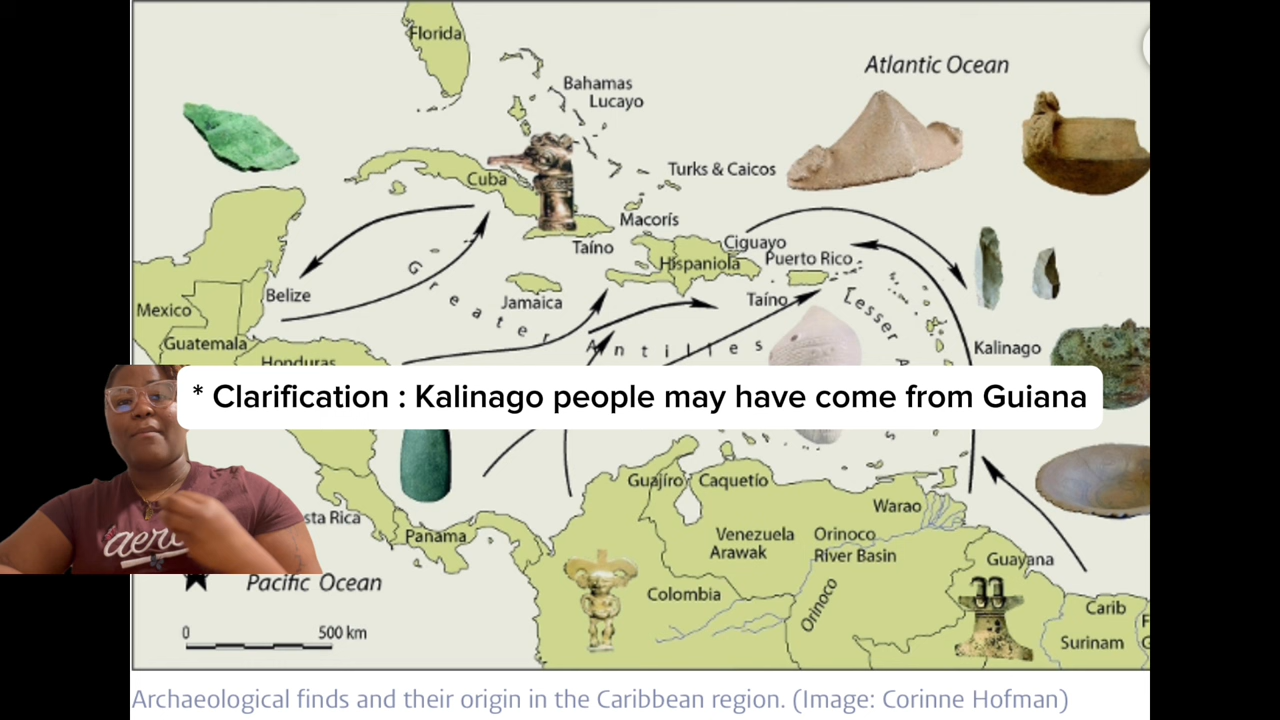 Florida
Atlantic Ocean
Bahamas
Lucayo
Turks & Caicos
Cuba
Macorís
Taíno
Ciguayo
Hispaniola
Puerto Rico
Greater Antilles
Lesser A
Belize
Jamaica
Taíno
Mexico
Guatemala
Honduras
Kalinago
* Clarification : Kalinago people may have come from Guiana
s
Guajíro
Caquetío
Warao
sta Rica
Panama
Venezuela
Arawak
Orinoco
River Basin
Guayana
aero
Pacific Ocean
Colombia
Orinoco
Carib
Surinam
F
G
0 500 km
Archaeological finds and their origin in the Caribbean region. (Image: Corinne Hofman)